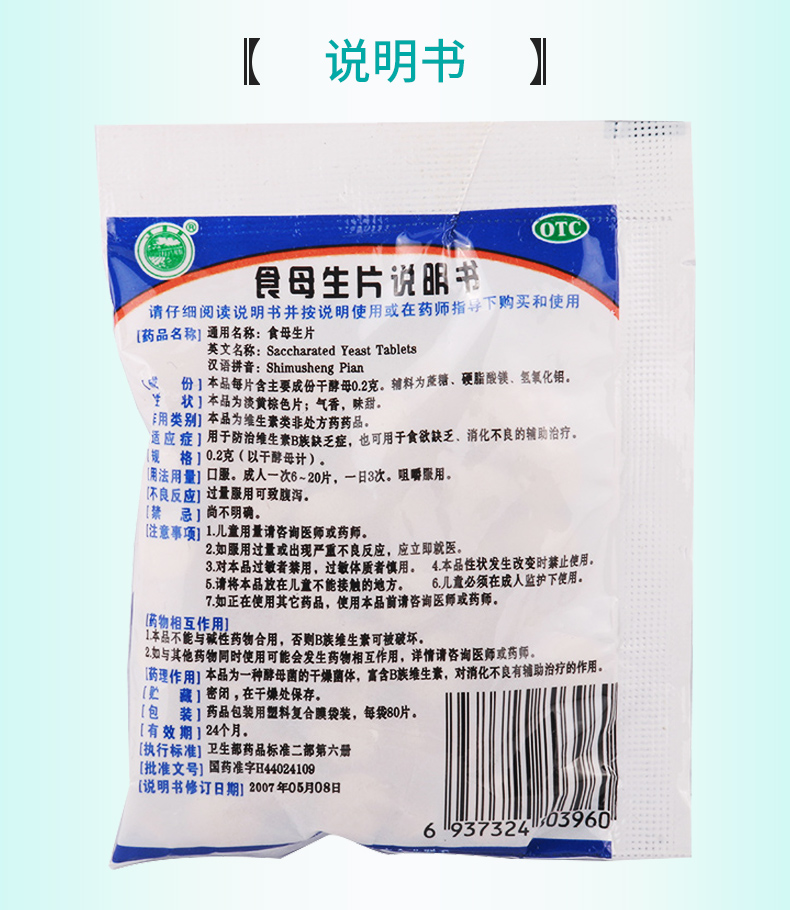 【 说明书 】
®
OTC
食母生片说明书
请仔细阅读说明书并按说明使用或在药师指导下购买和使用
[药品名称] 通用名称：食母生片
英文名称：Saccharated Yeast Tablets
汉语拼音：Shimusheng Pian
份] 本品每片含主要成份干酵母0.2克。辅料为蔗糖、硬脂酸镁、氢氧化铝。
状] 本品为淡黄棕色片；气香，味甜。
用类别] 本品为维生素类非处方药药品。
适应症] 用于防治维生素B族缺乏症，也可用于食欲缺乏、消化不良的辅助治疗。
规 格] 0.2克（以干酵母计）。
用法用量] 口服。成人一次6～20片，一日3次。咀嚼服用。
[不良反应] 过量服用可致腹泻。
[禁 忌] 尚不明确。
[注意事项] 1.儿童用量请咨询医师或药师。
2.如服用过量或出现严重不良反应，应立即就医。
3.对本品过敏者禁用，过敏体质者慎用。 4.本品性状发生改变时禁止使用。
5.请将本品放在儿童不能接触的地方。 6.儿童必须在成人监护下使用。
7.如正在使用其它药品，使用本品前请咨询医师或药师。
[药物相互作用]
1.本品不能与碱性药物合用，否则B族维生素可被破坏。
2.如与其他药物同时使用可能会发生药物相互作用，详情请咨询医师或药师。
[药理作用] 本品为一种酵母菌的干燥菌体，富含B族维生素，对消化不良有辅助治疗的作用。
[贮 藏] 密闭，在干燥处保存。
[包 装] 药品包装用塑料复合膜袋装，每袋80片。
[有效期] 24个月。
[执行标准] 卫生部药品标准二部第六册
[批准文号] 国药准字H44024109
[说明书修订日期] 2007年05月08日
6 937324 03960